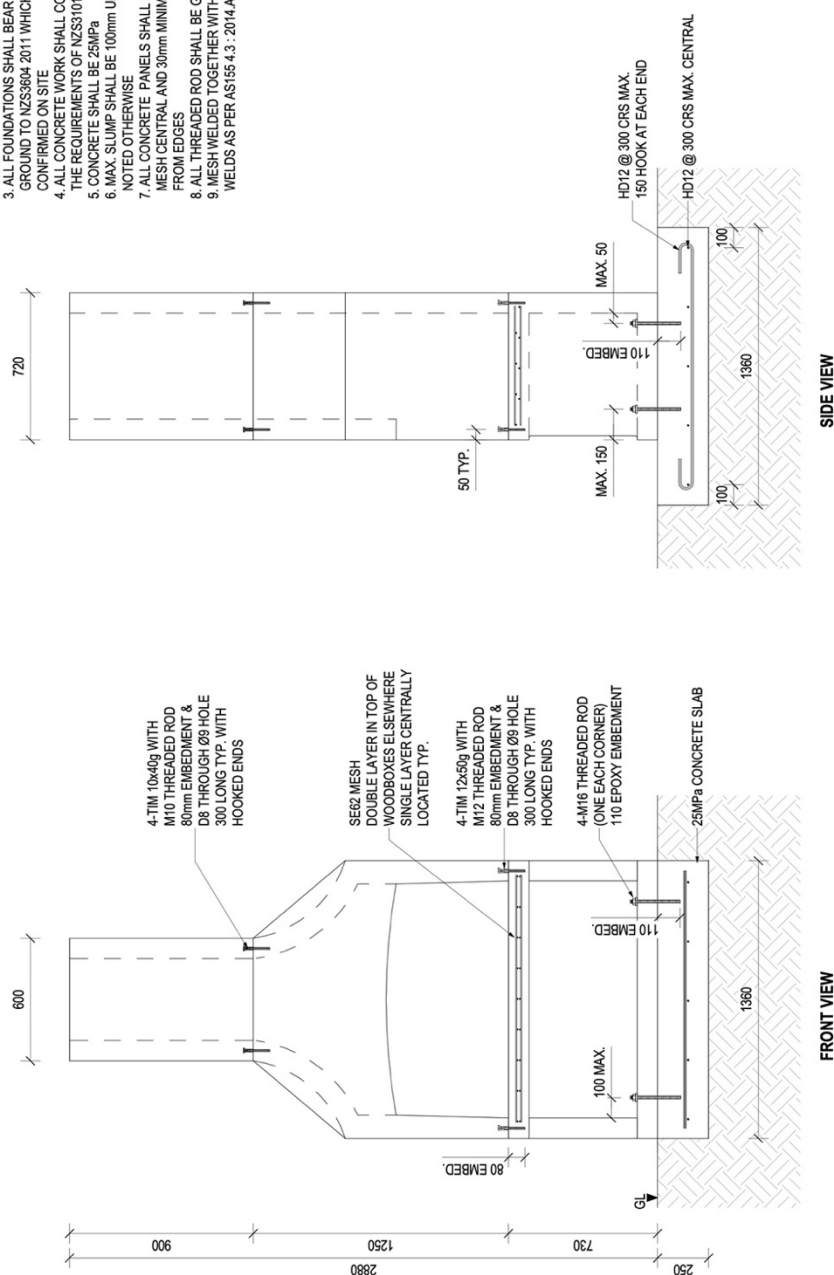 3. ALL FOUNDATIONS SHALL BEAR
GROUND TO NZS3604 2011 WHICH
CONFIRMED ON SITE
4. ALL CONCRETE WORK SHALL CO
THE REQUIREMENTS OF NZS3101
5. CONCRETE SHALL BE 25MPa
6. MAX. SLUMP SHALL BE 100mm U
NOTED OTHERWISE
7. ALL CONCRETE PANELS SHALL
MESH CENTRAL AND 30mm MINIM
FROM EDGES
8. ALL THREADED ROD SHALL BE G
9. MESH WELDED TOGETHER WITH
WELDS AS PER AS155 4.3 : 2014.A
600
900
1250
2880
730
250
4-TIM 10x40g WITH
M10 THREADED ROD
80mm EMBEDMENT &
D8 THROUGH Ø9 HOLE
300 LONG TYP. WITH
HOOKED ENDS
SE62 MESH
DOUBLE LAYER IN TOP OF
WOODBOXES ELSEWHERE
SINGLE LAYER CENTRALLY
LOCATED TYP.
4-TIM 12x50g WITH
M12 THREADED ROD
80mm EMBEDMENT &
D8 THROUGH Ø9 HOLE
300 LONG TYP. WITH
HOOKED ENDS
4-M16 THREADED ROD
(ONE EACH CORNER)
110 EPOXY EMBEDMENT
25MPa CONCRETE SLAB
80 EMBED.
100 MAX.
110 EMBED.
GL
1360
FRONT VIEW
720
50 TYP.
MAX. 150
MAX. 50
110 EMBED.
HD12 @ 300 CRS MAX.
150 HOOK AT EACH END
HD12 @ 300 CRS MAX. CENTRAL
100
100
1360
SIDE VIEW